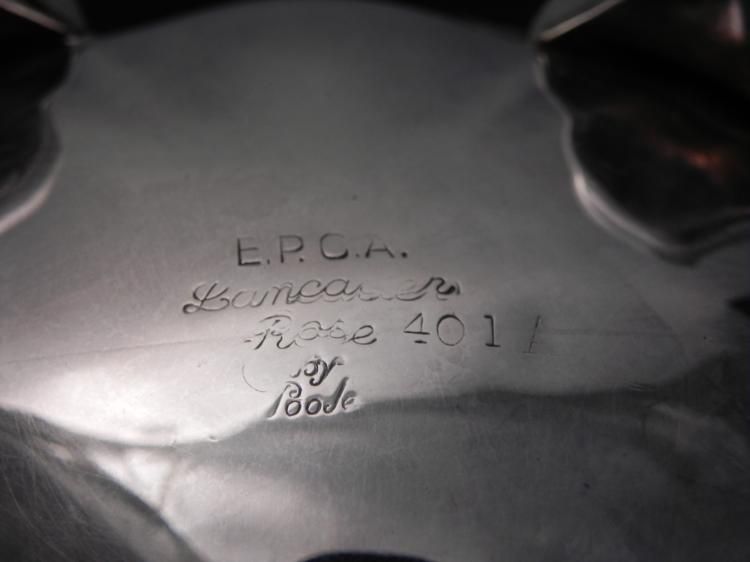 E.P.C.A.
Lancaster
Rose 401
by
Poole